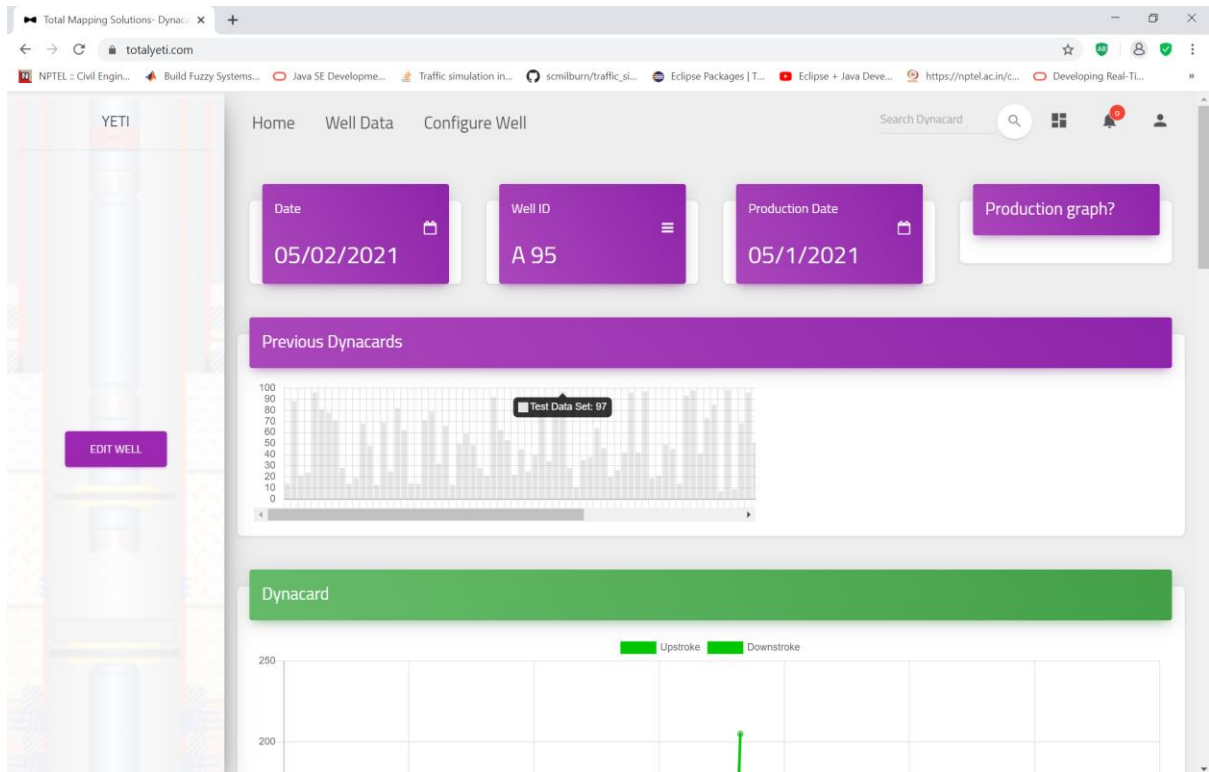 Total Mapping Solutions- Dynaca
totalyeti.com
NPTEL :: Civil Engin... Build Fuzzy Systems... Java SE Developme... Traffic simulation in... scmilburn/traffic_si... Eclipse Packages | T... Eclipse + Java Deve... https://nptel.ac.in/c... Developing Real-Ti... »
YETI
Home Well Data Configure Well Search Dynacard 0
Date Well ID Production Date Production graph?
05/02/2021 A 95 05/1/2021
Previous Dynacards
100
90
80
70
60
50
40
30
20
10
0
Test Data Set: 97
EDIT WELL
Dynacard
Upstroke Downstroke
250
200